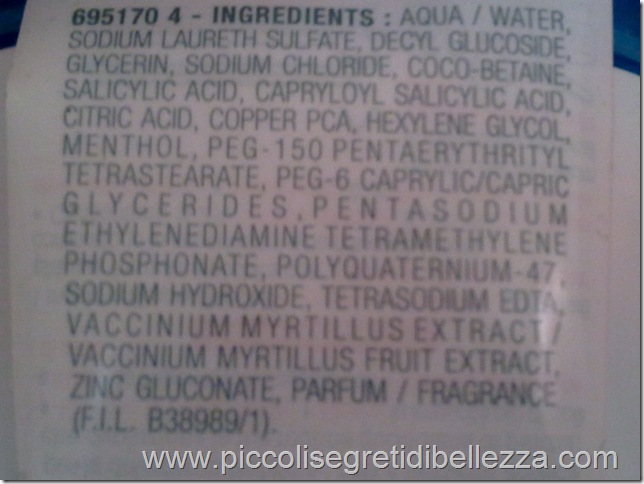 695170 4 - INGREDIENTS : AQUA / WATER,
SODIUM LAURETH SULFATE, DECYL GLUCOSIDE,
GLYCERIN, SODIUM CHLORIDE, COCO-BETAINE,
SALICYLIC ACID, CAPRYLOYL SALICYLIC ACID,
CITRIC ACID, COPPER PCA, HEXYLENE GLYCOL,
MENTHOL, PEG-150 PENTAERYTHRITYL
TETRASTEARATE, PEG-6 CAPRYLIC/CAPRIC
GLYCERIDES, PENTASODIUM
ETHYLENEDIAMINE TETRAMETHYLENE
PHOSPHONATE, POLYQUATERNIUM-47,
SODIUM HYDROXIDE, TETRASODIUM EDTA,
VACCINIUM MYRTILLUS EXTRACT /
VACCINIUM MYRTILLUS FRUIT EXTRACT,
ZINC GLUCONATE, PARFUM / FRAGRANCE
(F.I.L. B38989/1).
www.piccolisegretidibellezza.com